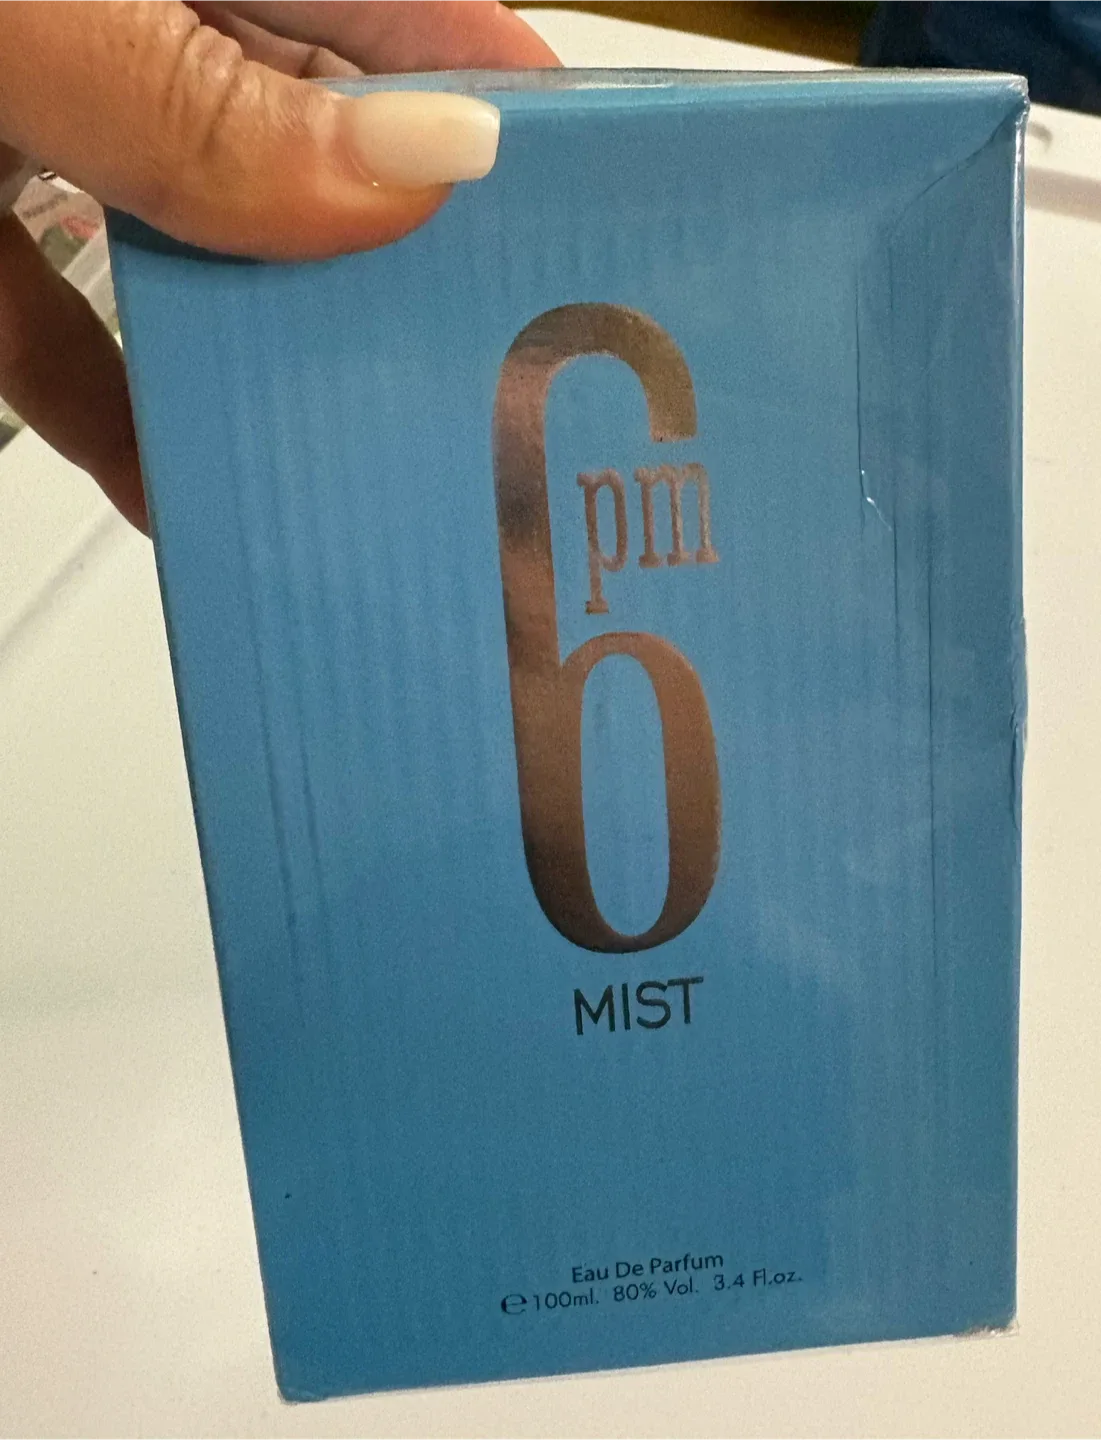 6
pm
MIST
Eau De Parfum
℮100ml. 80% Vol. 3.4 Fl.oz.